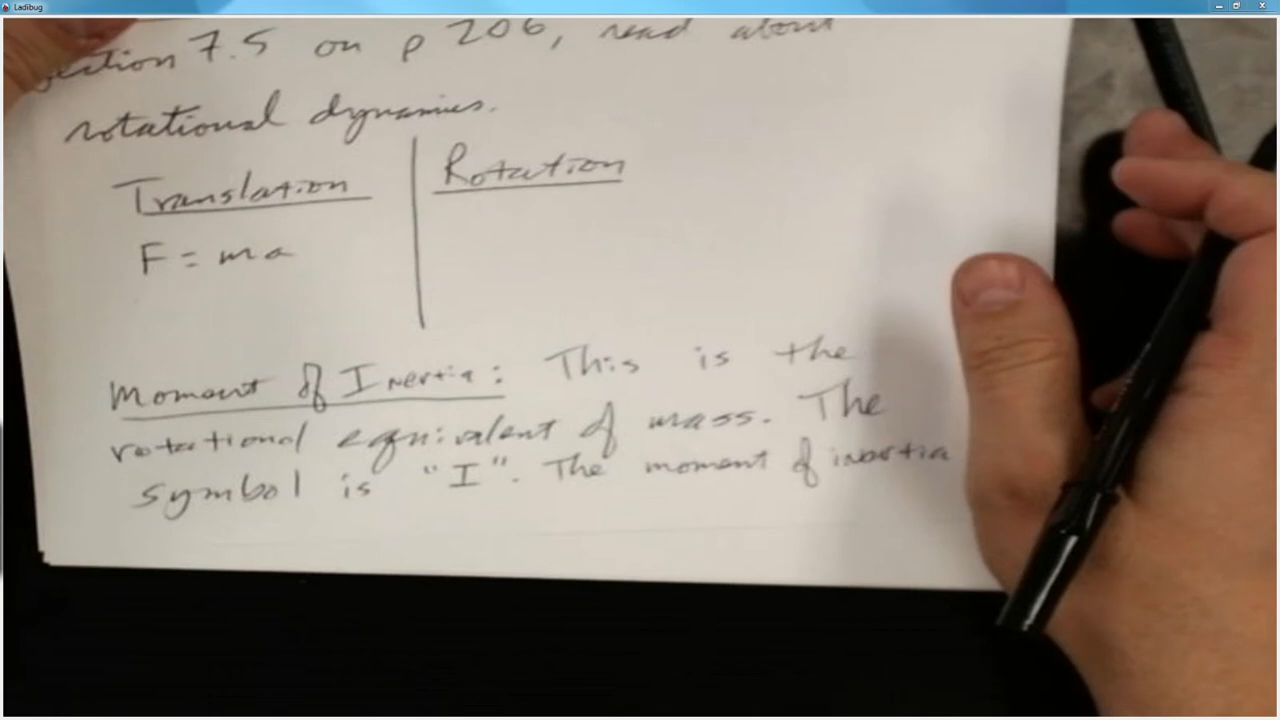 Ladibug
Section 7.5 on p 206, read about
rotational dynamics.
Translation
Rotation
F = ma
Moment of Inertia: This is the
rotational equivalent of mass. The
symbol is "I". The moment of inertia